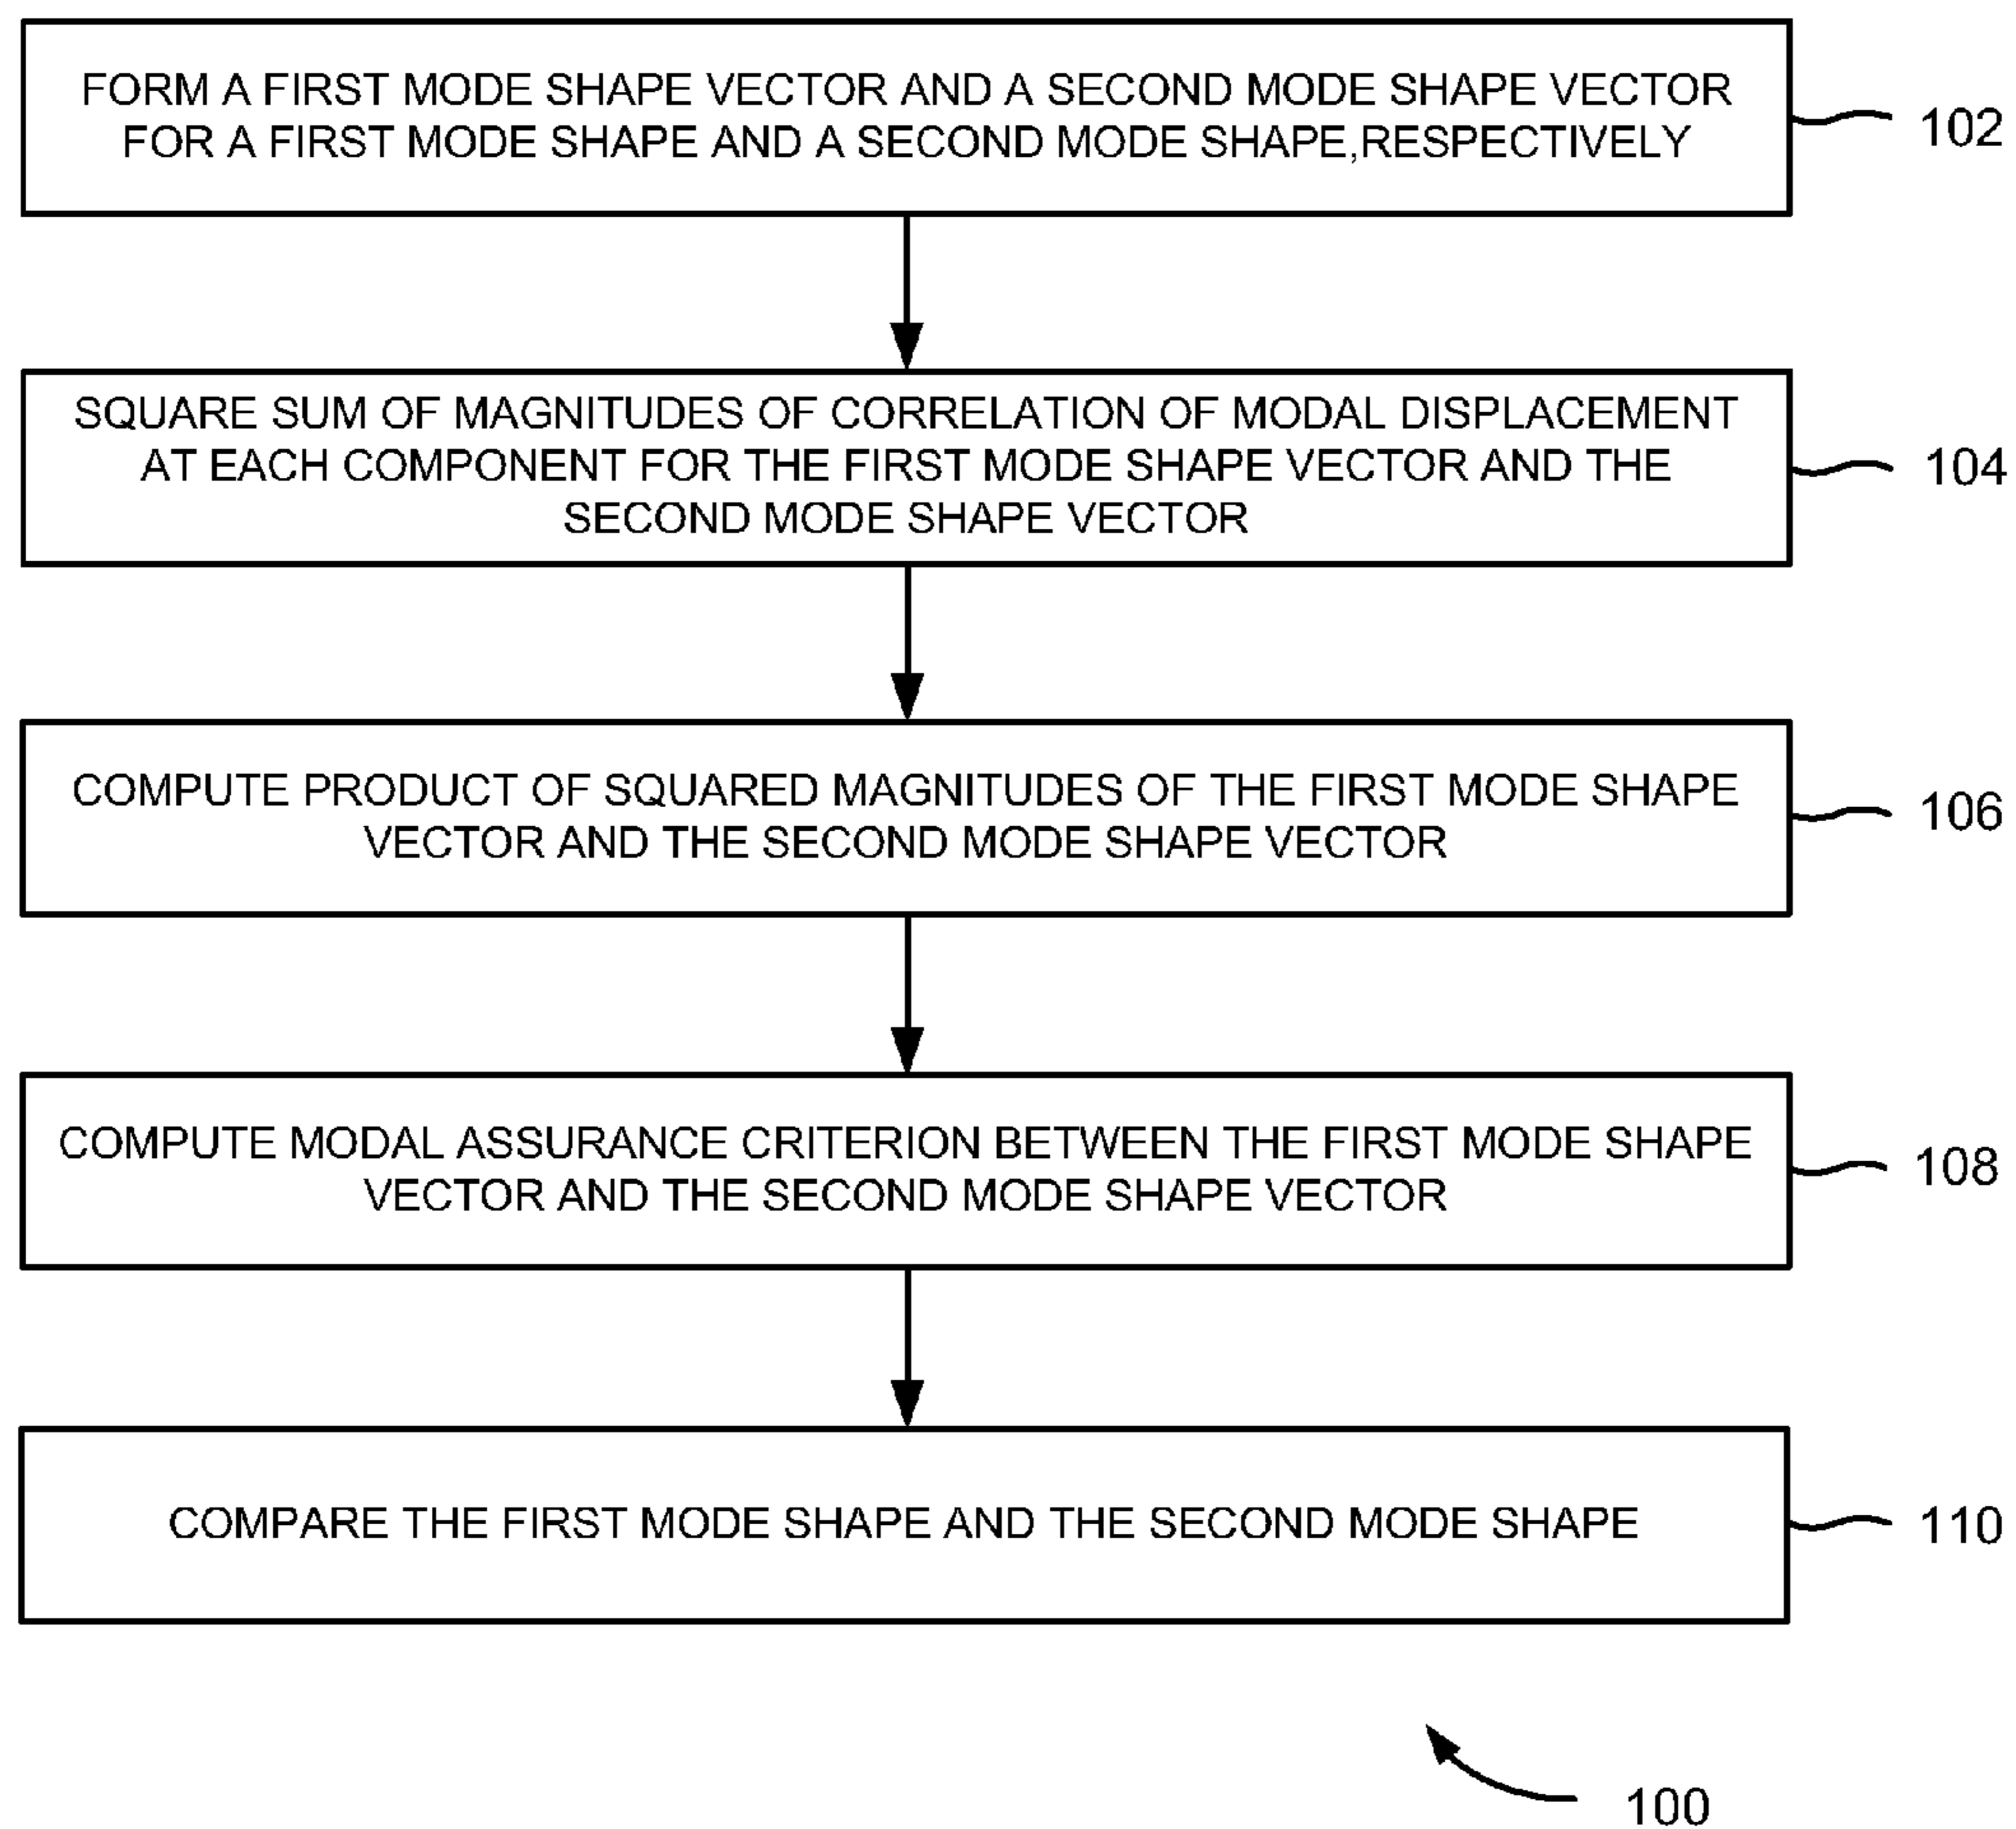 FORM A FIRST MODE SHAPE VECTOR AND A SECOND MODE SHAPE VECTOR
FOR A FIRST MODE SHAPE AND A SECOND MODE SHAPE,RESPECTIVELY
102
SQUARE SUM OF MAGNITUDES OF CORRELATION OF MODAL DISPLACEMENT
AT EACH COMPONENT FOR THE FIRST MODE SHAPE VECTOR AND THE
SECOND MODE SHAPE VECTOR
104
COMPUTE PRODUCT OF SQUARED MAGNITUDES OF THE FIRST MODE SHAPE
VECTOR AND THE SECOND MODE SHAPE VECTOR
106
COMPUTE MODAL ASSURANCE CRITERION BETWEEN THE FIRST MODE SHAPE
VECTOR AND THE SECOND MODE SHAPE VECTOR
108
COMPARE THE FIRST MODE SHAPE AND THE SECOND MODE SHAPE
110
100